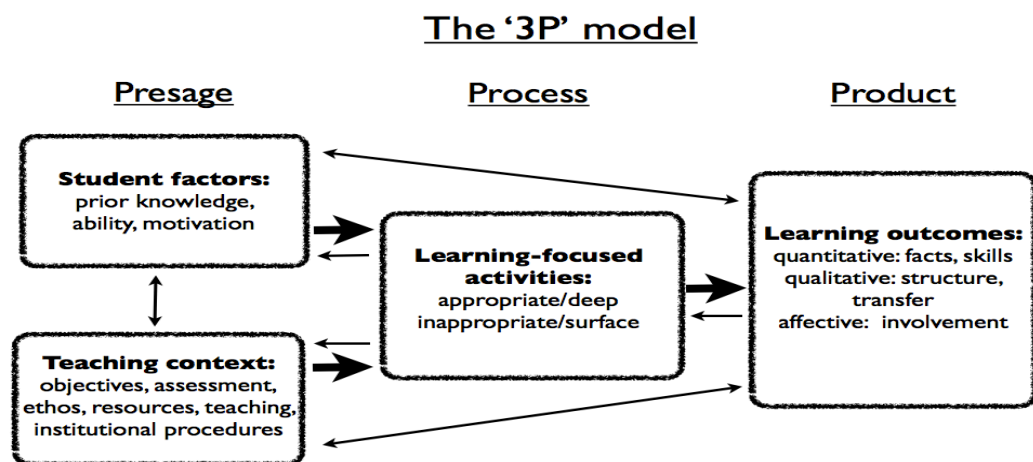 The ‘3P’ model
Presage
Process
Product
Student factors:
prior knowledge,
ability, motivation
Teaching context:
objectives, assessment,
ethos, resources, teaching,
institutional procedures
Learning-focused
activities:
appropriate/deep
inappropriate/surface
Learning outcomes:
quantitative: facts, skills
qualitative: structure,
transfer
affective: involvement